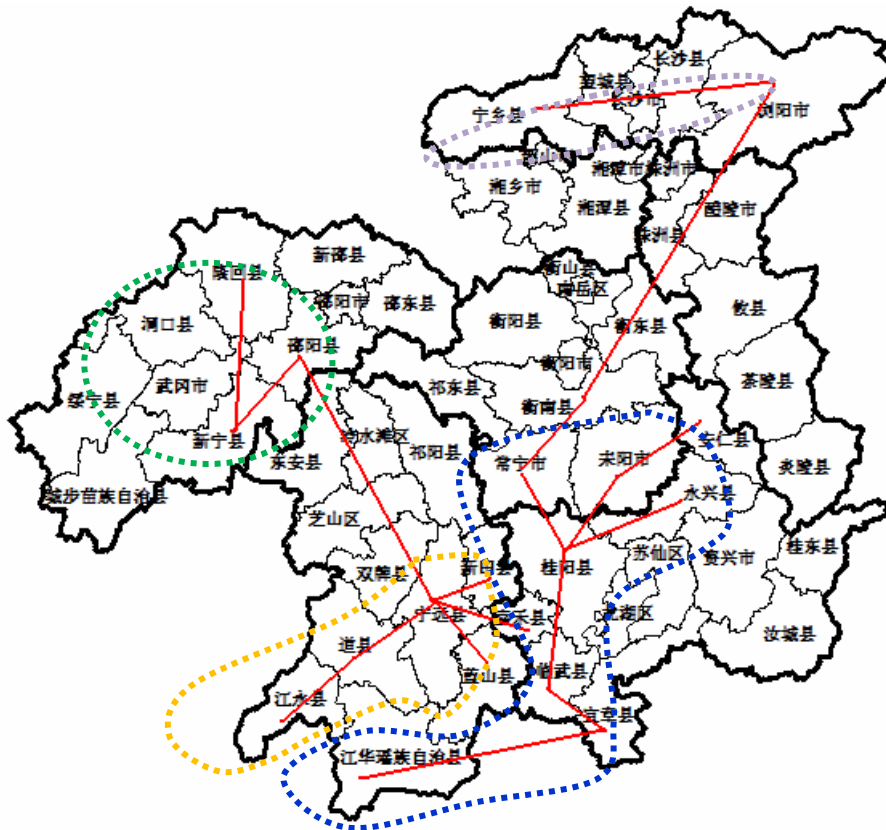 长沙县
望城县
长沙市
宁乡县
浏阳市
湘潭市
株洲市
湘乡市
湘潭县
醴陵市
株洲县
新邵县
衡山县
隆回县
南岳区
邵阳市
邵东县
攸县
洞口县
衡阳县
衡东县
邵阳县
衡阳市
茶陵县
武冈市
祁东县
绥宁县
衡南县
新宁县
冷水滩区
祁阳县
安仁县
东安县
常宁市
耒阳市
炎陵县
城步苗族自治县
永兴县
芝山区
苏仙区
资兴市
桂东县
双牌县
新田县
桂阳县
宁远县
嘉禾县
北湖区
汝城县
道县
蓝山县
临武县
江永县
宜章县
江华瑶族自治县